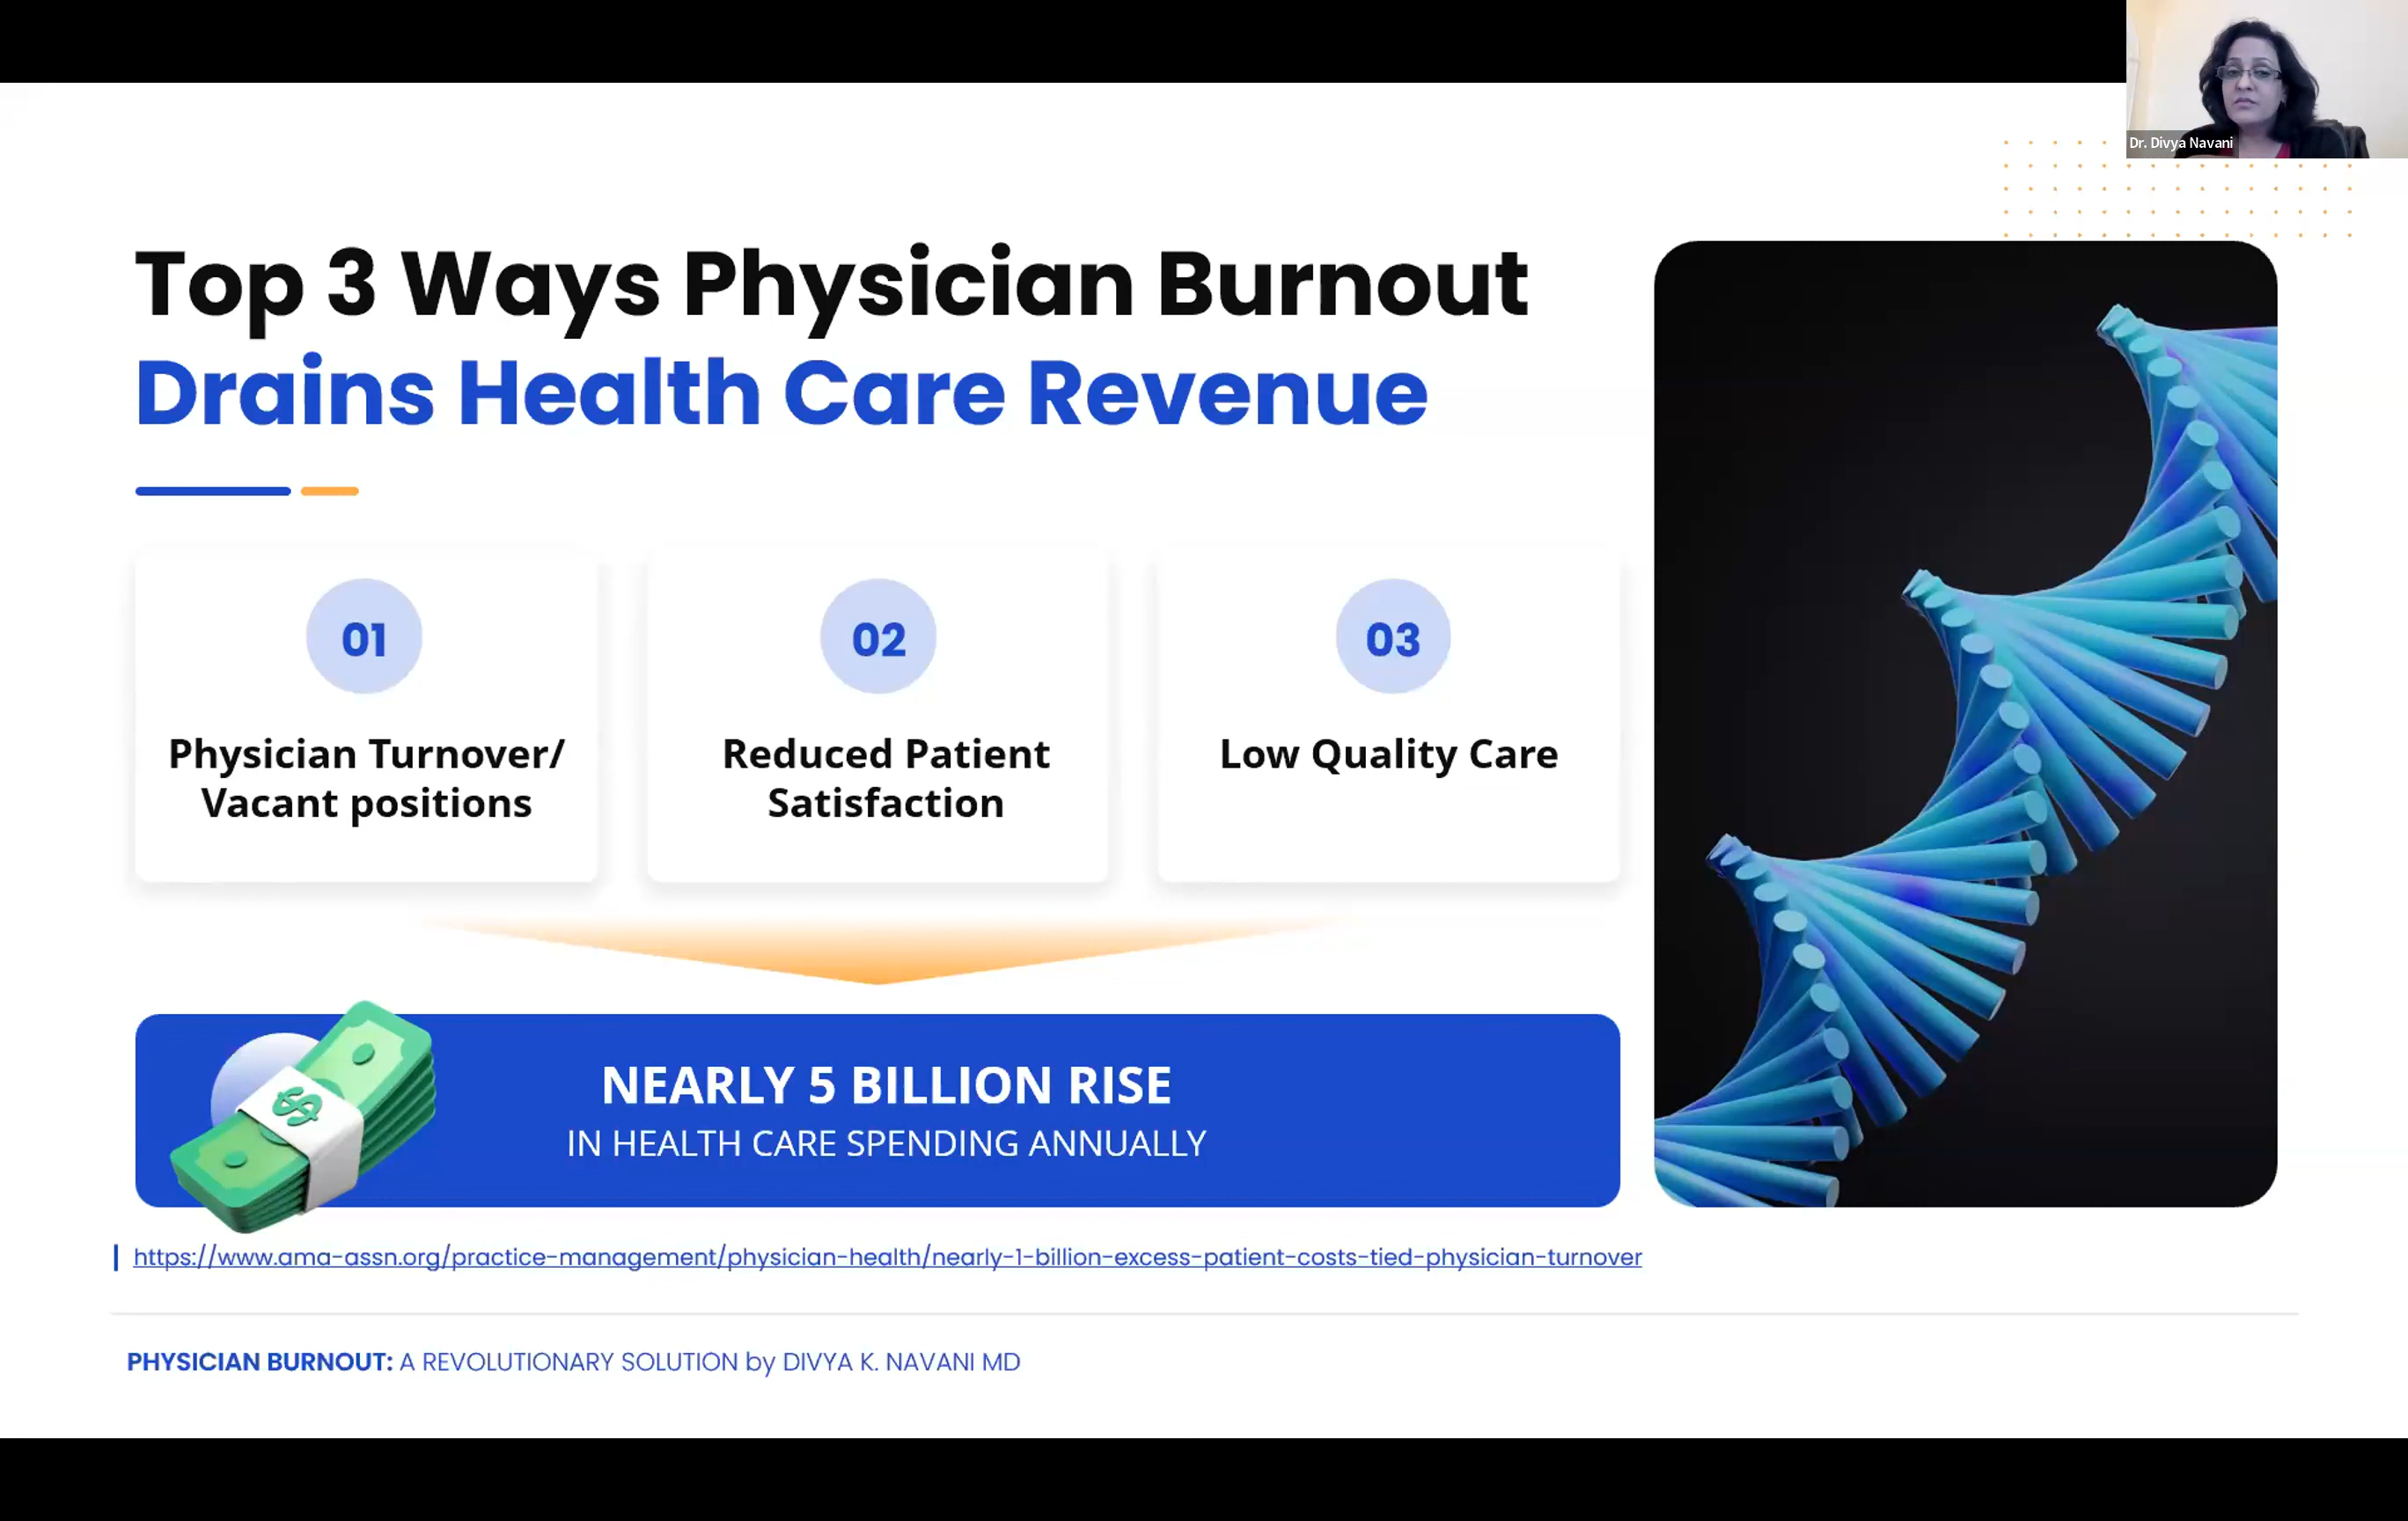 Dr. Divya Navani
Top 3 Ways Physician Burnout
Drains Health Care Revenue
01
Physician Turnover/
Vacant positions
02
Reduced Patient
Satisfaction
03
Low Quality Care
$
NEARLY 5 BILLION RISE
IN HEALTH CARE SPENDING ANNUALLY
https://www.ama-assn.org/practice-management/physician-health/nearly-1-billion-excess-patient-costs-tied-physician-turnover
PHYSICIAN BURNOUT: A REVOLUTIONARY SOLUTION by DIVYA K. NAVANI MD